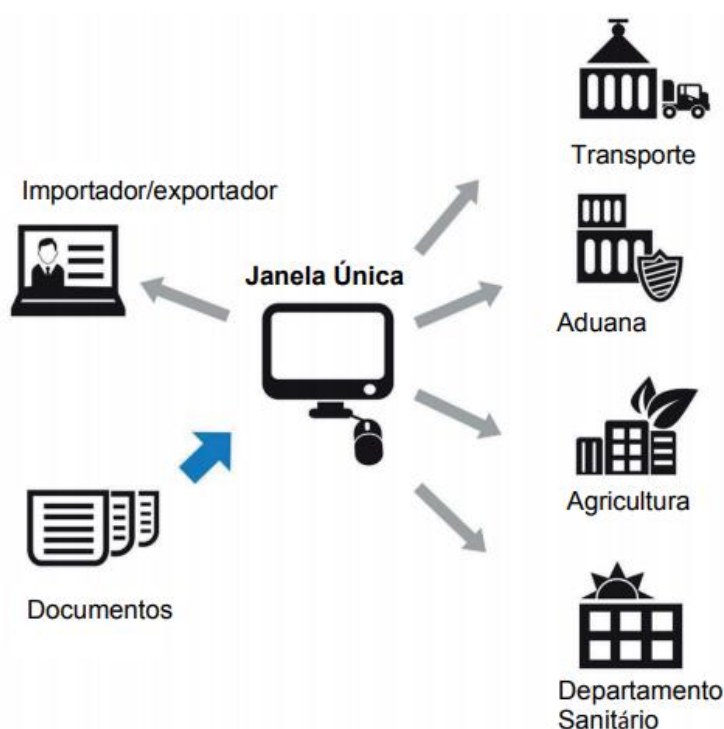 Transporte
Importador/exportador
Janela Única
Aduana
Agricultura
Documentos
Departamento
Sanitário